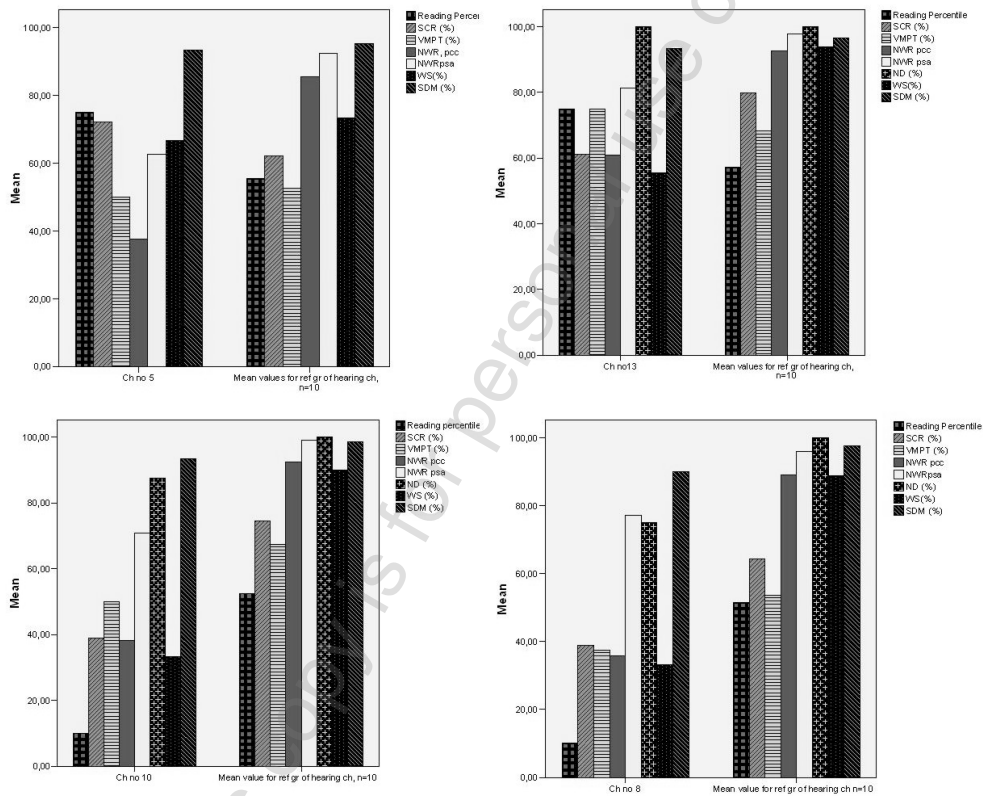 100,00
80,00
60,00
40,00
20,00
0,00
Mean
Ch no 5
Mean values for ref gr of hearing ch,
n=10
Reading Percei
SCR (%)
VMPT (%)
NWR, pcc
NWRpsa
WS(%)
SDM (%)
100,00
80,00
60,00
40,00
20,00
0,00
Mean
Ch no13
Mean values for ref gr of hearing ch,
n=10
Reading Percentile
SCR (%)
VMPT (%)
NWR, pcc
NWR psa
ND (%)
WS(%)
SDM (%)
100,00
80,00
60,00
40,00
20,00
0,00
Mean
Ch no 10
Mean value for ref gr of hearing ch, n=10
Reading percentile
SCR (%)
VMPT (%)
NWR pcc
NWR psa
ND (%)
WS (%)
SDM (%)
100,00
80,00
60,00
40,00
20,00
0,00
Mean
Ch no 8
Mean value for ref gr of hearing ch n=10
Reading Percentile
SCR (%)
VMPT (%)
NWR pcc
NWRpsa
ND (%)
WS(%)
SDM (%)
copy is for personal use o